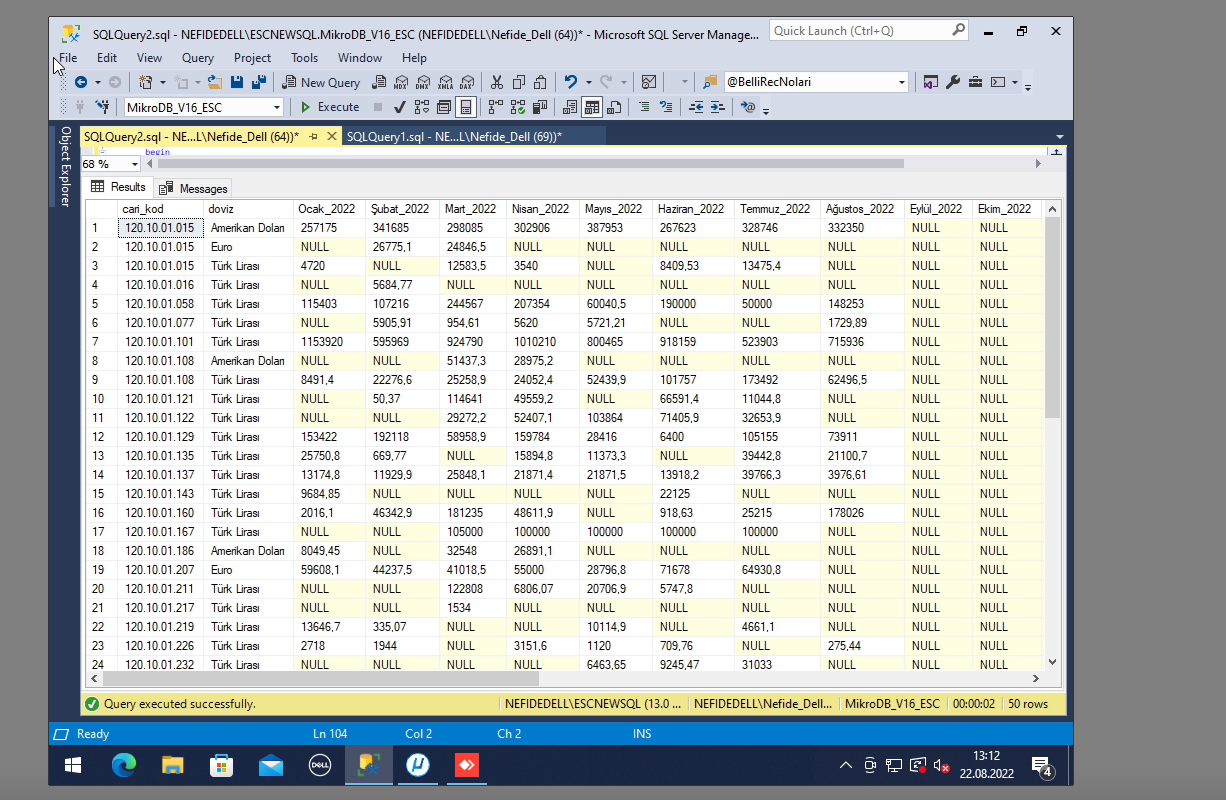 SQLQuery2.sql - NEFIDEDELL\ESCNEWSQL.MikroDB_V16_ESC (NEFIDEDELL\Nefide_Dell (64))* - Microsoft SQL Server Manage...
Quick Launch (Ctrl+Q)
File Edit View Query Project Tools Window Help
New Query MDX DMX XMLA DAX @BelliRecNolari
MikroDB_V16_ESC Execute
Object Explorer
SQLQuery2.sql - NE...L\Nefide_Dell (64))* SQLQuery1.sql - NE...L\Nefide_Dell (69))*
begin
68 %
Results Messages
cari_kod doviz Ocak_2022 Şubat_2022 Mart_2022 Nisan_2022 Mayıs_2022 Haziran_2022 Temmuz_2022 Ağustos_2022 Eylül_2022 Ekim_2022
1 120.10.01.015 Amerikan Doları 257175 341685 298085 302906 387953 267623 328746 332350 NULL NULL
2 120.10.01.015 Euro NULL 26775,1 24846,5 NULL NULL NULL NULL NULL NULL NULL
3 120.10.01.015 Türk Lirası 4720 NULL 12583,5 3540 NULL 8409,53 13475,4 NULL NULL NULL
4 120.10.01.016 Türk Lirası NULL 5684,77 NULL NULL NULL NULL NULL NULL NULL NULL
5 120.10.01.058 Türk Lirası 115403 107216 244567 207354 60040,5 190000 50000 148253 NULL NULL
6 120.10.01.077 Türk Lirası NULL 5905,91 954,61 5620 5721,21 NULL NULL 1729,89 NULL NULL
7 120.10.01.101 Türk Lirası 1153920 595969 924790 1010210 800465 918159 523903 715936 NULL NULL
8 120.10.01.108 Amerikan Doları NULL NULL 51437,3 28975,2 NULL NULL NULL NULL NULL NULL
9 120.10.01.108 Türk Lirası 8491,4 22276,6 25258,9 24052,4 52439,9 101757 173492 62496,5 NULL NULL
10 120.10.01.121 Türk Lirası NULL 50,37 114641 49559,2 NULL 66591,4 11044,8 NULL NULL NULL
11 120.10.01.122 Türk Lirası NULL NULL 29272,2 52407,1 103864 71405,9 32653,9 NULL NULL NULL
12 120.10.01.129 Türk Lirası 153422 192118 58958,9 159784 28416 6400 105155 73911 NULL NULL
13 120.10.01.135 Türk Lirası 25750,8 669,77 NULL 15894,8 11373,3 NULL 39442,8 21100,7 NULL NULL
14 120.10.01.137 Türk Lirası 13174,8 11929,9 25848,1 21871,4 21871,5 13918,2 39766,3 3976,61 NULL NULL
15 120.10.01.143 Türk Lirası 9684,85 NULL NULL NULL NULL 22125 NULL NULL NULL NULL
16 120.10.01.160 Türk Lirası 2016,1 46342,9 181235 48611,9 NULL 918,63 25215 178026 NULL NULL
17 120.10.01.167 Türk Lirası NULL NULL 105000 100000 100000 100000 100000 NULL NULL NULL
18 120.10.01.186 Amerikan Doları 8049,45 NULL 32548 26891,1 NULL NULL NULL NULL NULL NULL
19 120.10.01.207 Euro 59608,1 44237,5 41018,5 55000 28796,8 71678 64930,8 NULL NULL NULL
20 120.10.01.211 Türk Lirası NULL NULL 122808 6806,07 20706,9 5747,8 NULL NULL NULL NULL
21 120.10.01.217 Türk Lirası NULL NULL 1534 NULL NULL NULL NULL NULL NULL NULL
22 120.10.01.219 Türk Lirası 13646,7 335,07 NULL NULL 10114,9 NULL 4661,1 NULL NULL NULL
23 120.10.01.226 Türk Lirası 2718 1944 NULL 3151,6 1120 709,76 NULL 275,44 NULL NULL
24 120.10.01.232 Türk Lirası NULL NULL NULL NULL 6463,65 9245,47 31033 NULL NULL NULL
Query executed successfully. NEFIDEDELL\ESCNEWSQL (13.0 ... NEFIDEDELL\Nefide_Dell... MikroDB_V16_ESC 00:00:02 50 rows
Ready Ln 104 Col 2 Ch 2 INS
DELL
13:12
22.08.2022
4